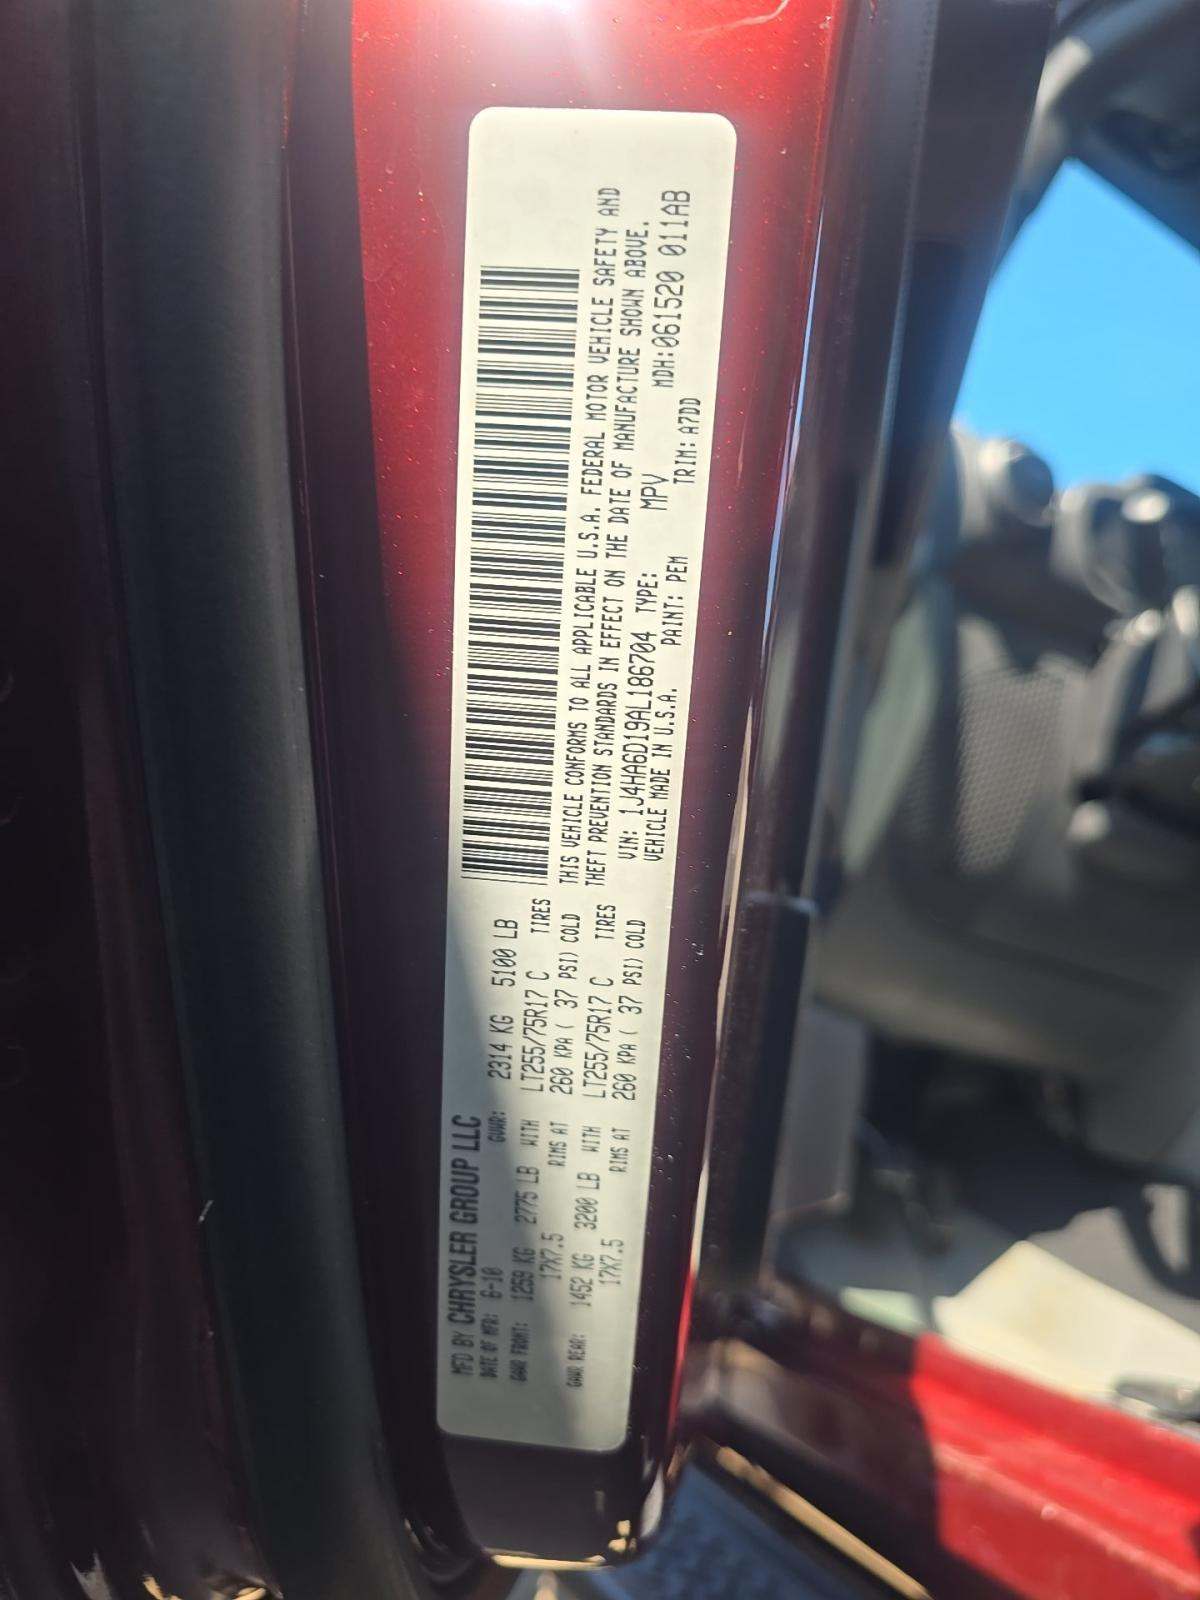 MFD BY CHRYSLER GROUP LLC
DATE OF MFR: 6-10 GVWR: 2314 KG 5100 LB
GAWR FRONT: 1259 KG 2775 LB WITH LT255/75R17 C TIRES
17X7.5 RIMS AT 260 KPA ( 37 PSI) COLD
GAWR REAR: 1452 KG 3200 LB WITH LT255/75R17 C TIRES
17X7.5 RIMS AT 260 KPA ( 37 PSI) COLD
THIS VEHICLE CONFORMS TO ALL APPLICABLE U.S.A. FEDERAL MOTOR VEHICLE SAFETY AND
THEFT PREVENTION STANDARDS IN EFFECT ON THE DATE OF MANUFACTURE SHOWN ABOVE.
VIN: 1J4HA6D19AL186704 TYPE: MPV MDH:061520 011AB
VEHICLE MADE IN U.S.A. PAINT: PEM TRIM: A7DD